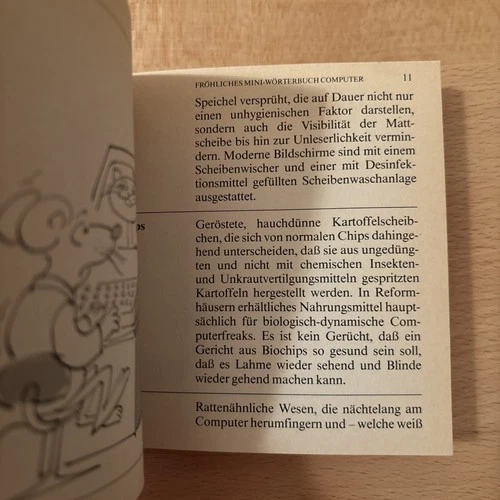 FRÖHLICHES MINI-WÖRTERBUCH COMPUTER 11
Speichel versprüht, die auf Dauer nicht nur
einen unhygienischen Faktor darstellen,
sondern auch die Visibilität der Matt-
scheibe bis hin zur Unleserlichkeit vermin-
dern. Moderne Bildschirme sind mit einem
Scheibenwischer und einer mit Desinfek-
tionsmittel gefüllten Scheibenwaschanlage
ausgestattet.
Geröstete, hauchdünne Kartoffelscheib-
chen, die sich von normalen Chips dahinge-
hend unterscheiden, daß sie aus ungedüng-
ten und nicht mit chemischen Insekten-
und Unkrautvertilgungsmitteln gespritzten
Kartoffeln hergestellt werden. In Reform-
häusern erhältliches Nahrungsmittel haupt-
sächlich für biologisch-dynamische Com-
puterfreaks. Es ist kein Gerücht, daß ein
Gericht aus Biochips so gesund sein soll,
daß es Lahme wieder sehend und Blinde
wieder gehend machen kann.
Rattenähnliche Wesen, die nächtelang am
Computer herumfingern und – welche weiß